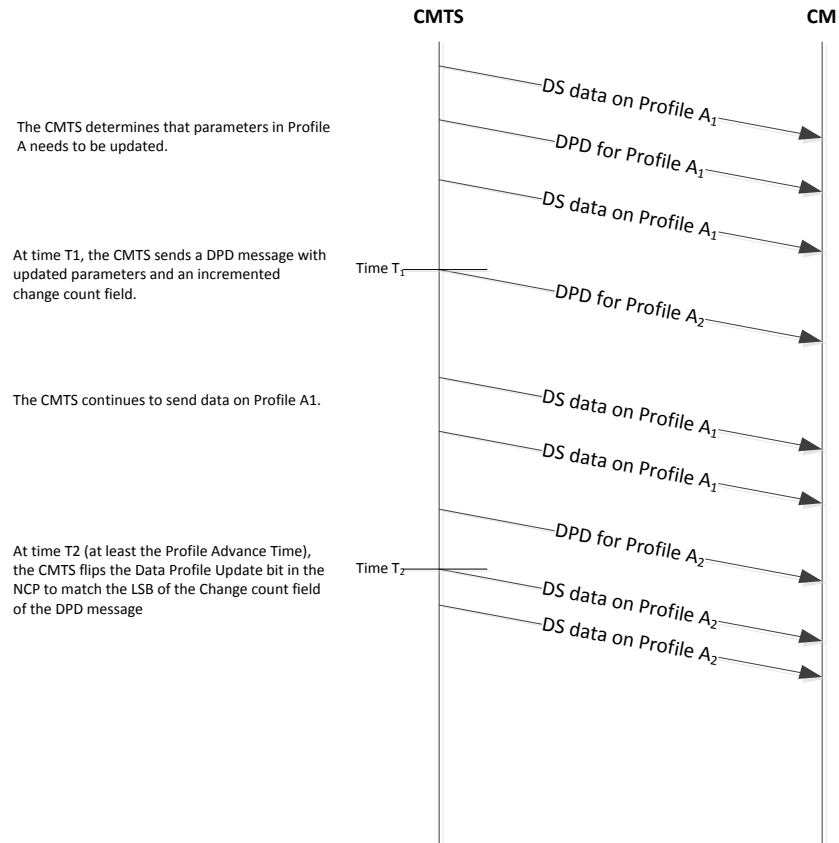 CMTS
CM
DS data on Profile A1
The CMTS determines that parameters in Profile
A needs to be updated.
DPD for Profile A1
DS data on Profile A1
At time T1, the CMTS sends a DPD message with
updated parameters and an incremented
change count field.
Time T1
DPD for Profile A2
The CMTS continues to send data on Profile A1.
DS data on Profile A1
DS data on Profile A1
DPD for Profile A2
At time T2 (at least the Profile Advance Time),
the CMTS flips the Data Profile Update bit in the
NCP to match the LSB of the Change count field
of the DPD message
Time T2
DS data on Profile A2
DS data on Profile A2